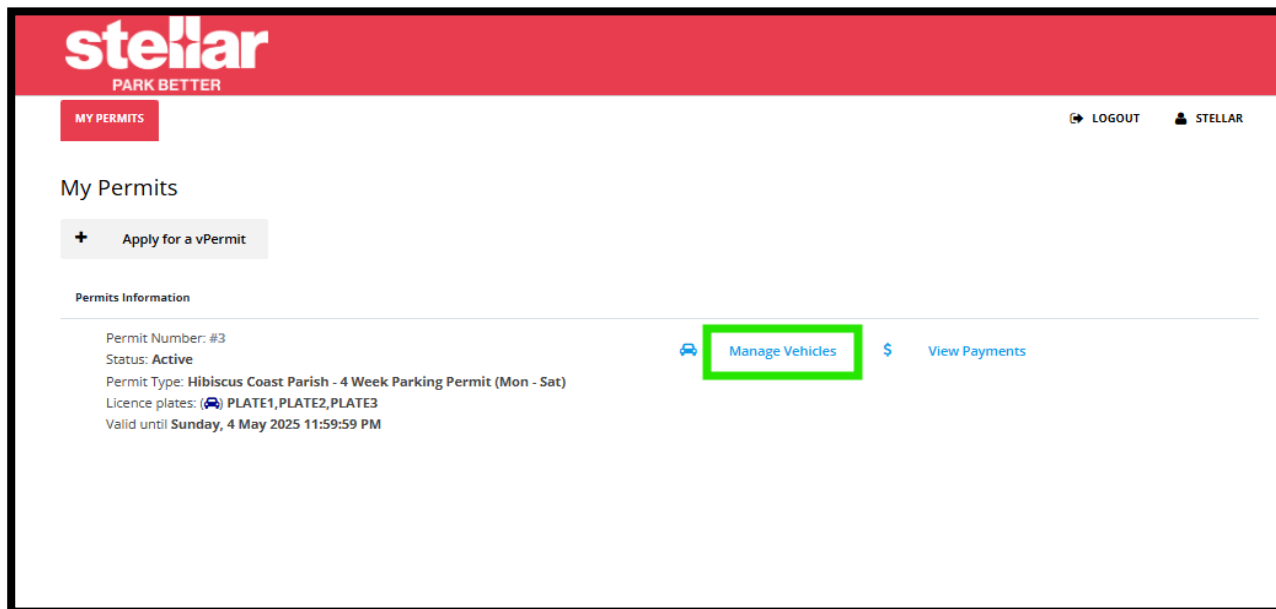 stellar
PARK BETTER
MY PERMITS
LOGOUT
STELLAR
My Permits
+ Apply for a vPermit
Permits Information
Permit Number: #3
Status: Active
Permit Type: Hibiscus Coast Parish - 4 Week Parking Permit (Mon - Sat)
Licence plates: () PLATE1,PLATE2,PLATE3
Valid until Sunday, 4 May 2025 11:59:59 PM
Manage Vehicles
$ View Payments